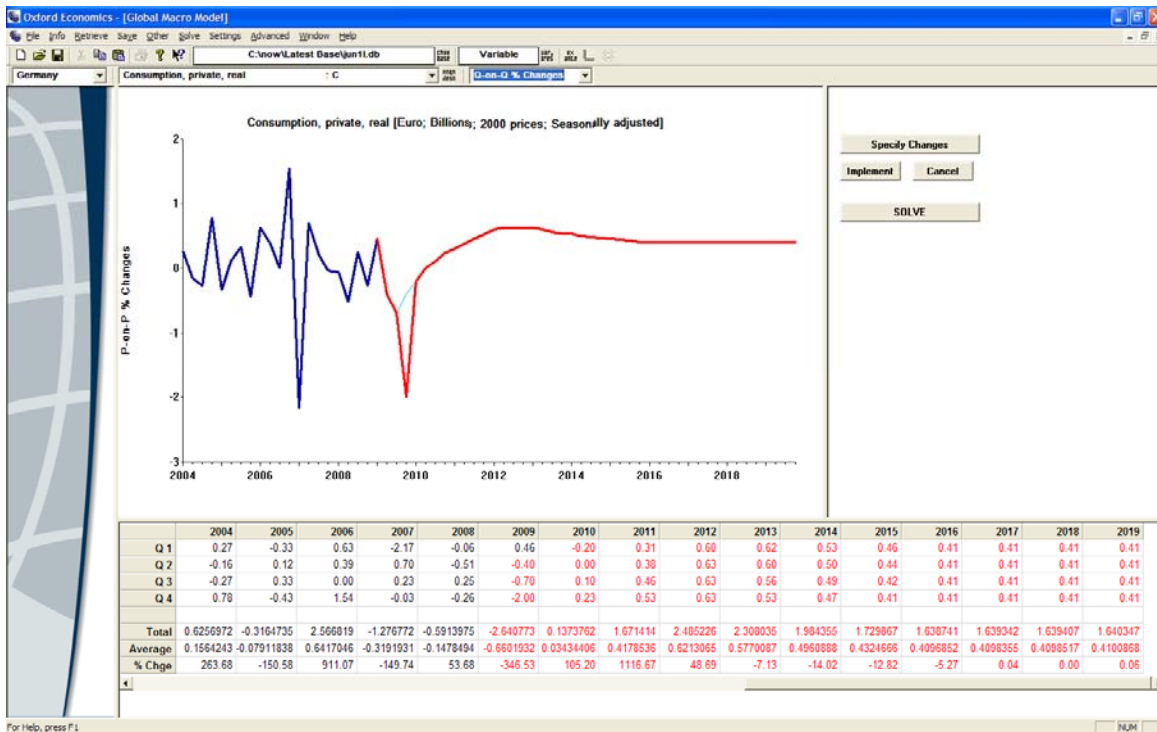 Oxford Economics - [Global Macro Model]
File Info Retrieve Save Other Solve Settings Advanced Window Help
C:\now\Latest Base\jun1l.db Variable
Germany Consumption, private, real : C Q-on-Q % Changes
Consumption, private, real [Euro; Billions; 2000 prices; Seasonally adjusted]
P-on-P % Changes
2
1
0
-1
-2
-3
2004 2006 2008 2010 2012 2014 2016 2018
Specify Changes
Implement Cancel
SOLVE
2004 2005 2006 2007 2008 2009 2010 2011 2012 2013 2014 2015 2016 2017 2018 2019
Q 1 0.27 -0.33 0.63 -2.17 -0.06 0.46 -0.20 0.31 0.60 0.62 0.53 0.46 0.41 0.41 0.41 0.41
Q 2 -0.16 0.12 0.39 0.70 -0.51 -0.40 0.00 0.38 0.63 0.60 0.50 0.44 0.41 0.41 0.41 0.41
Q 3 -0.27 0.33 0.00 0.23 0.25 -0.70 0.10 0.46 0.63 0.56 0.49 0.42 0.41 0.41 0.41 0.41
Q 4 0.78 -0.43 1.54 -0.03 -0.26 -2.00 0.23 0.53 0.63 0.53 0.47 0.41 0.41 0.41 0.41 0.41
Total 0.6256972 -0.3164735 2.566819 -1.276772 -0.5913975 -2.640773 0.1373762 1.671414 2.485226 2.308035 1.984355 1.729867 1.638741 1.639342 1.639407 1.640347
Average 0.1564243 -0.07911838 0.6417046 -0.3191931 -0.1478494 -0.6601932 0.03434406 0.4178536 0.6213065 0.5770087 0.4960888 0.4324666 0.4096852 0.4098355 0.4098517 0.4100868
% Chge 263.68 -150.58 911.07 -149.74 53.68 -346.53 105.20 1116.67 48.69 -7.13 -14.02 -12.82 -5.27 0.04 0.00 0.06
For Help, press F1 NUM